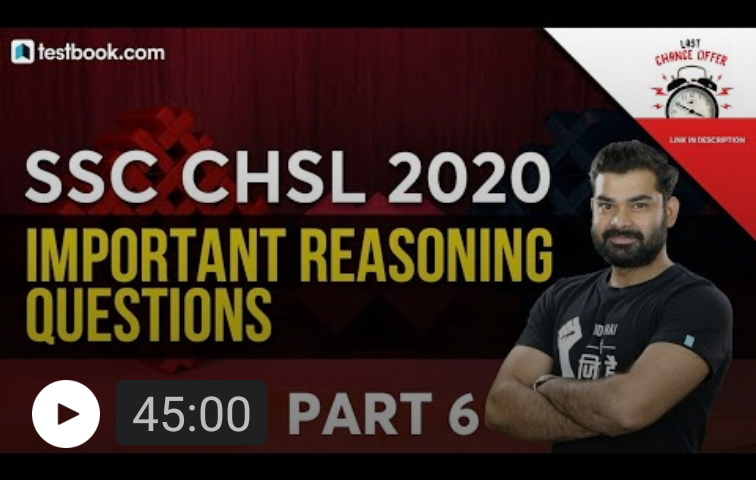 testbook.com
LAST
CHANCE OFFER
LINK IN DESCRIPTION
SSC CHSL 2020
IMPORTANT REASONING
QUESTIONS
45:00
PART 6